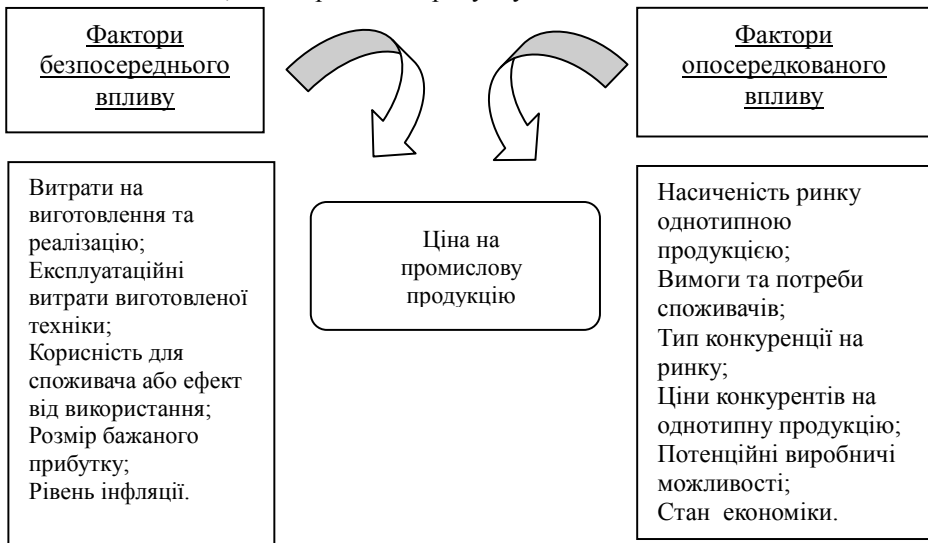 Фактори
безпосереднього
впливу
Фактори
опосередкованого
впливу
Витрати на
виготовлення та
реалізацію;
Експлуатаційні
витрати виготовленої
техніки;
Корисність для
споживача або ефект
від використання;
Розмір бажаного
прибутку;
Рівень інфляції.
Ціна на
промислову
продукцію
Насиченість ринку
однотипною
продукцією;
Вимоги та потреби
споживачів;
Тип конкуренції на
ринку;
Ціни конкурентів на
однотипну продукцію;
Потенційні виробничі
можливості;
Стан економіки.